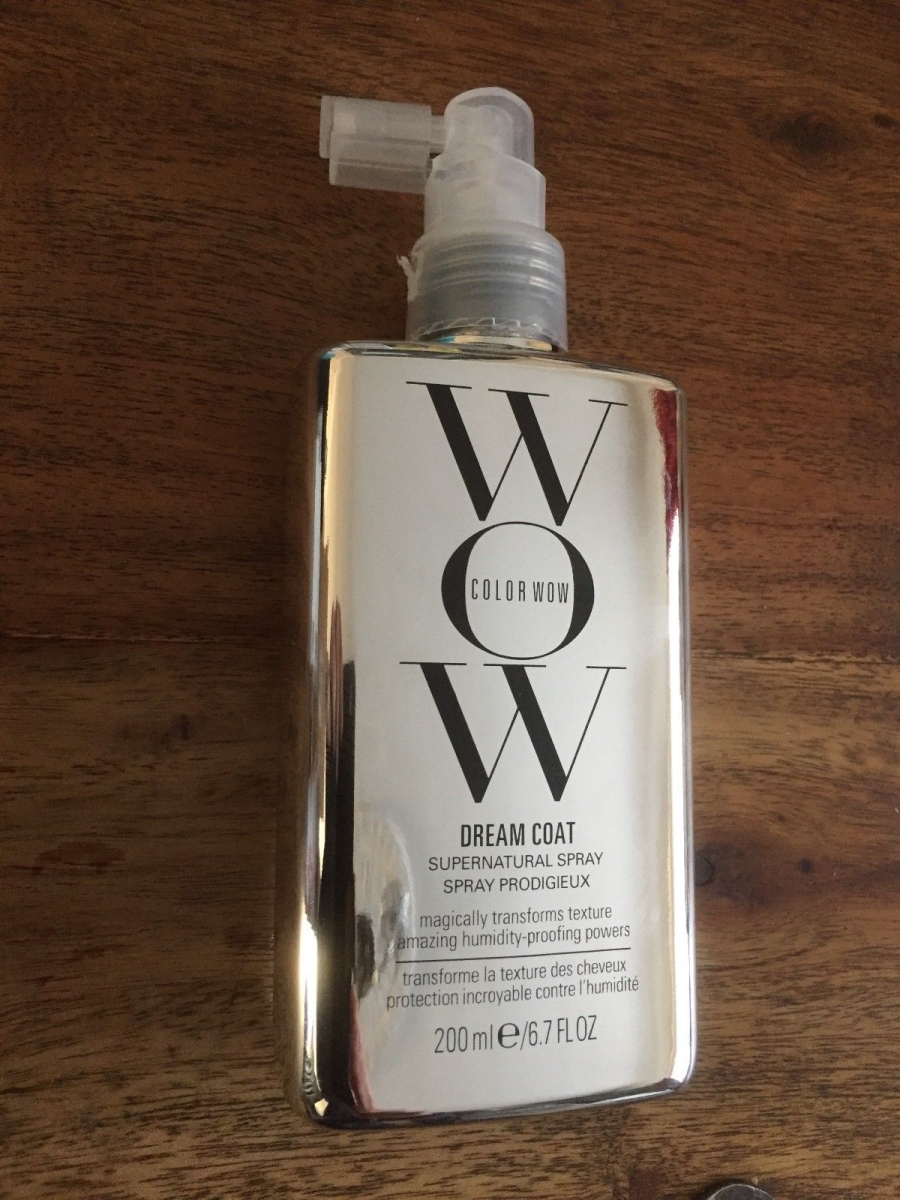 W
O
COLOR WOW
W
DREAM COAT
SUPERNATURAL SPRAY
SPRAY PRODIGIEUX
magically transforms texture
amazing humidity-proofing powers
transforme la texture des cheveux
protection incroyable contre l'humidité
200 ml e/6.7 FL OZ